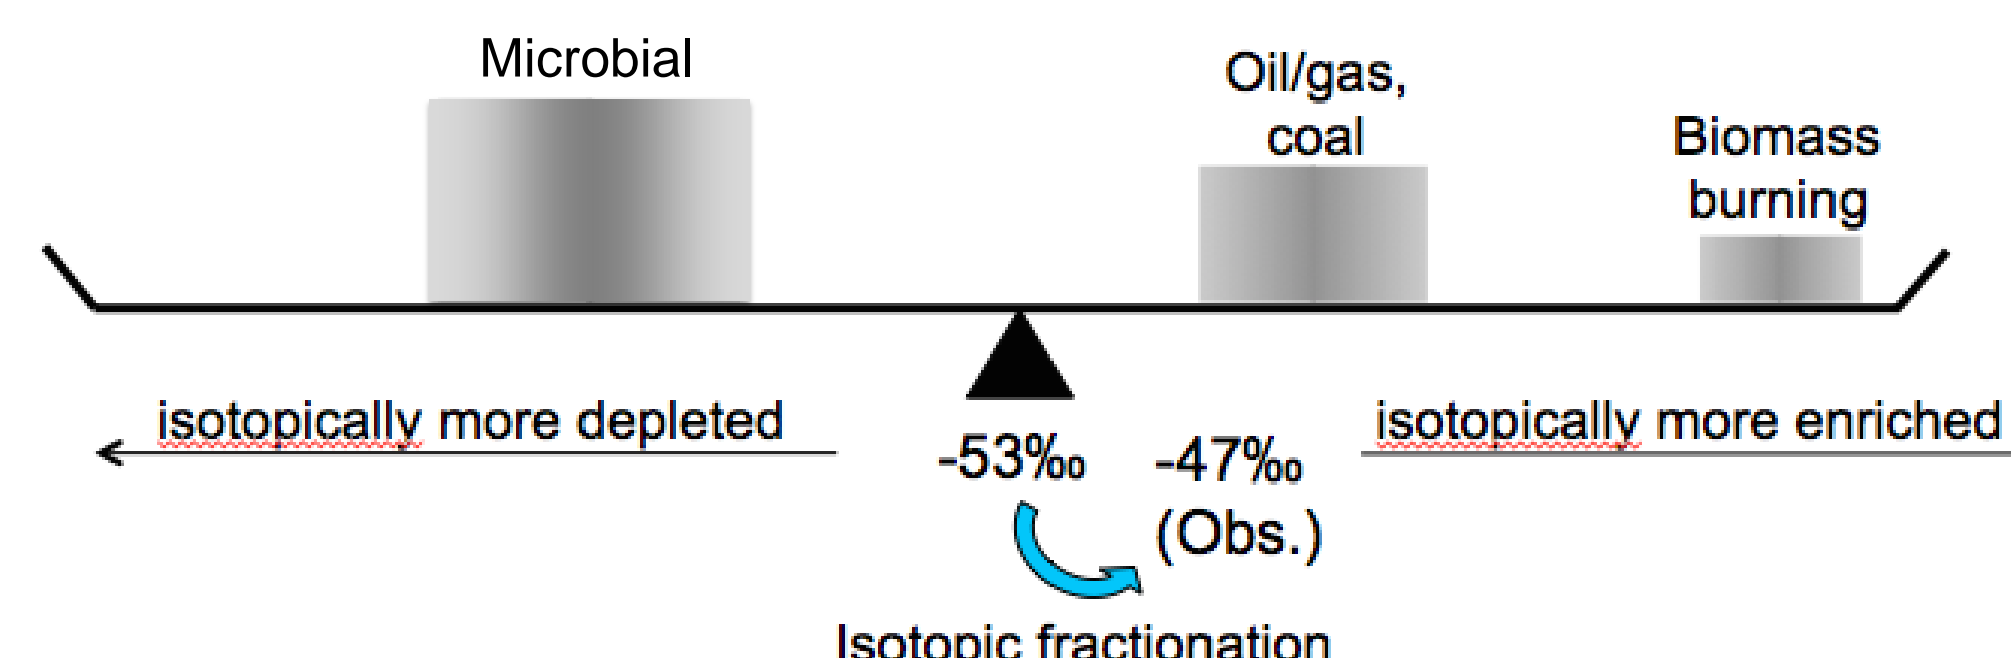 Microbial
Oil/gas,
coal
Biomass
burning
isotopically more depleted
-53‰
-47‰
(Obs.)
isotopically more enriched
Isotopic fractionation